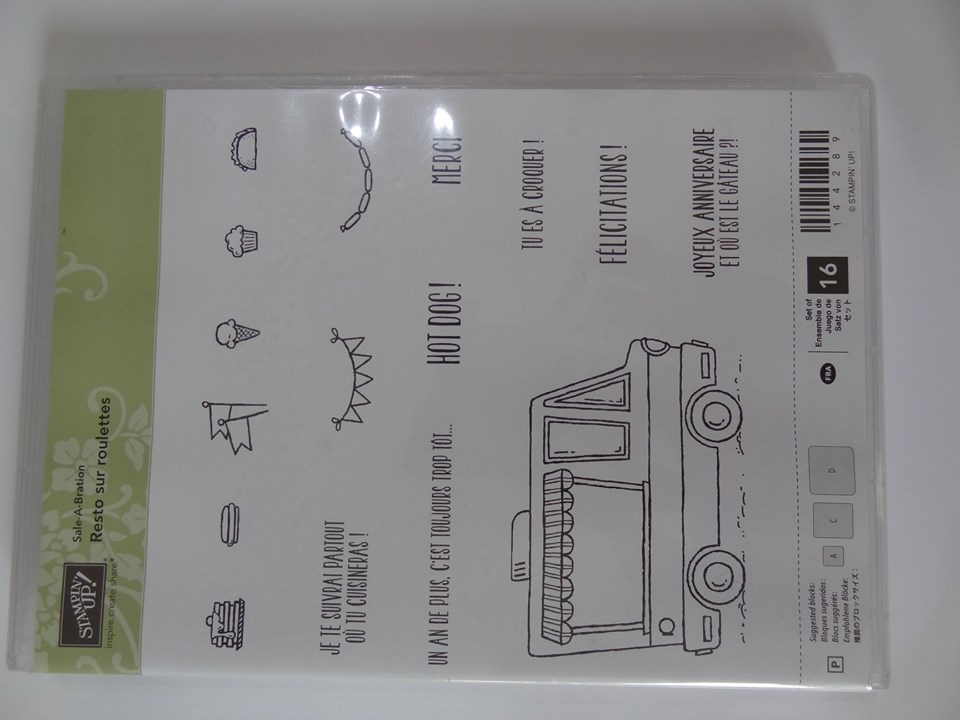 STAMPIN' UP!
inspire.create.share®
Sale-A-Bration
Resto sur roulettes
JE TE SUIVRAI PARTOUT
OÙ TU CUISINERAS !
UN AN DE PLUS, C'EST TOUJOURS TROP TÔT...
HOT DOG !
MERCI
TU ES À CROQUER !
FÉLICITATIONS !
JOYEUX ANNIVERSAIRE
ET OÙ EST LE GÂTEAU ?!
P
Suggested blocks:
Bloques sugeridos:
Blocs suggérés:
Empfohlene Blöcke:
推奨のブロックサイズ：
A
C
D
FRA
Set of
Ensemble de
Juego de
Satz von
セット
16
1 4 4 2 8 9
© STAMPIN' UP!